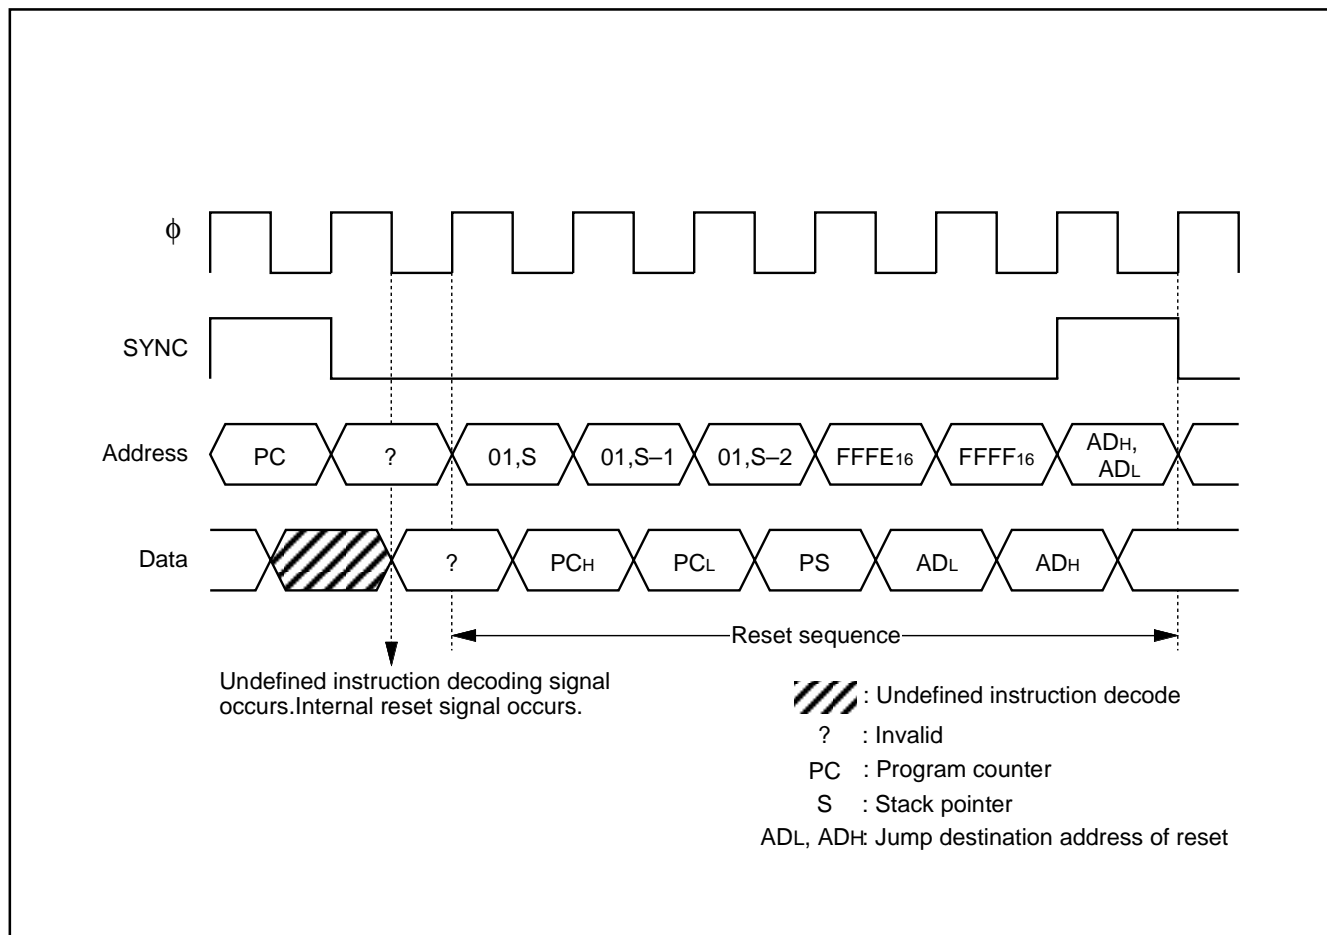 ϕ
SYNC
Address PC ? 01,S 01,S–1 01,S–2 FFFE16 FFFF16 ADH, ADL
Data ? PCH PCL PS ADL ADH
Reset sequence
Undefined instruction decoding signal
occurs.Internal reset signal occurs.
: Undefined instruction decode
? : Invalid
PC : Program counter
S : Stack pointer
ADL, ADH: Jump destination address of reset